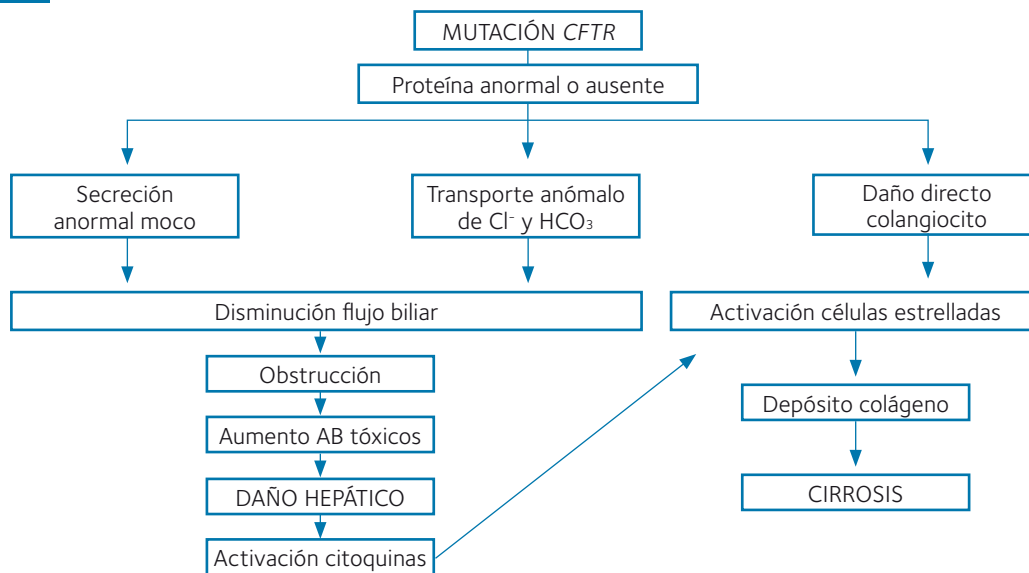 MUTACIÓN CFTR
Proteína anormal o ausente
Secreción
anormal moco
Transporte anómalo
de Cl- y HCO3
Daño directo
colangiocito
Disminución flujo biliar
Activación células estrelladas
Obstrucción
Depósito colágeno
Aumento AB tóxicos
DAÑO HEPÁTICO
CIRROSIS
Activación citoquinas